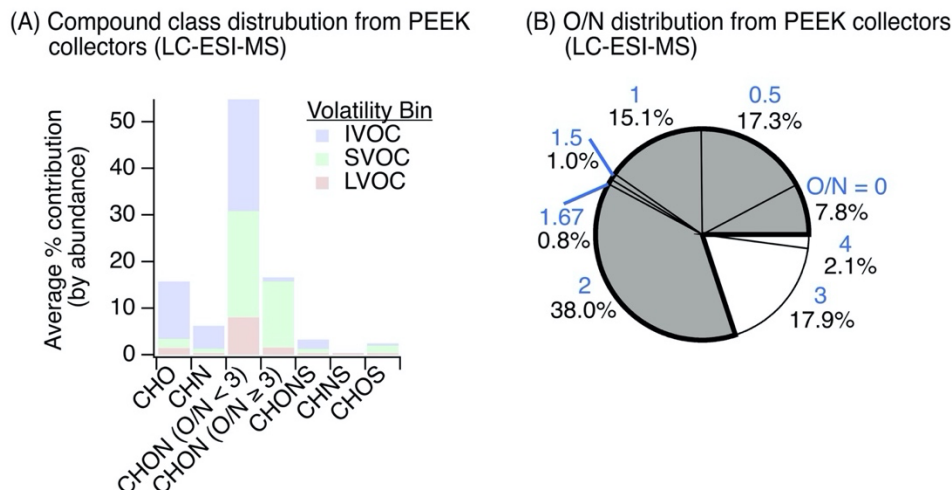 (A) Compound class distrubution from PEEK
collectors (LC-ESI-MS)
Average % contribution
(by abundance)
50
40
30
20
10
0
Volatility Bin
IVOC
SVOC
LVOC
CHO
CHN
CHON (O/N < 3)
CHON (O/N ≥ 3)
CHONS
CHNS
CHOS
(B) O/N distribution from PEEK collectors
(LC-ESI-MS)
1
15.1%
0.5
17.3%
1.5
1.0%
O/N = 0
7.8%
1.67
0.8%
4
2.1%
2
38.0%
3
17.9%